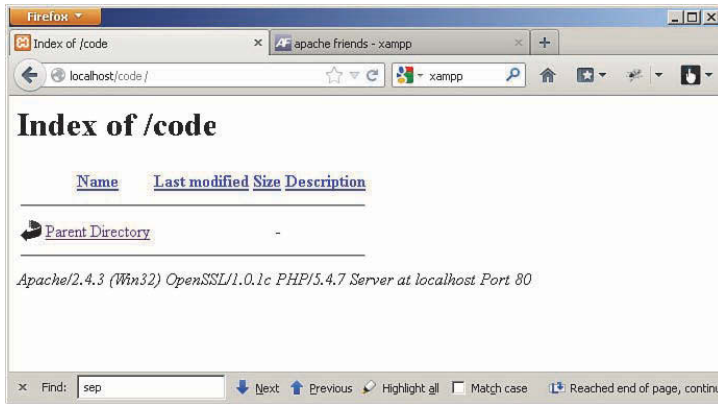 Firefox
Index of /code
apache friends - xampp
localhost/code/
xampp
Index of /code
Name Last modified Size Description
Parent Directory -
Apache/2.4.3 (Win32) OpenSSL/1.0.1c PHP/5.4.7 Server at localhost Port 80
× Find: sep Next Previous Highlight all Match case Reached end of page, continu